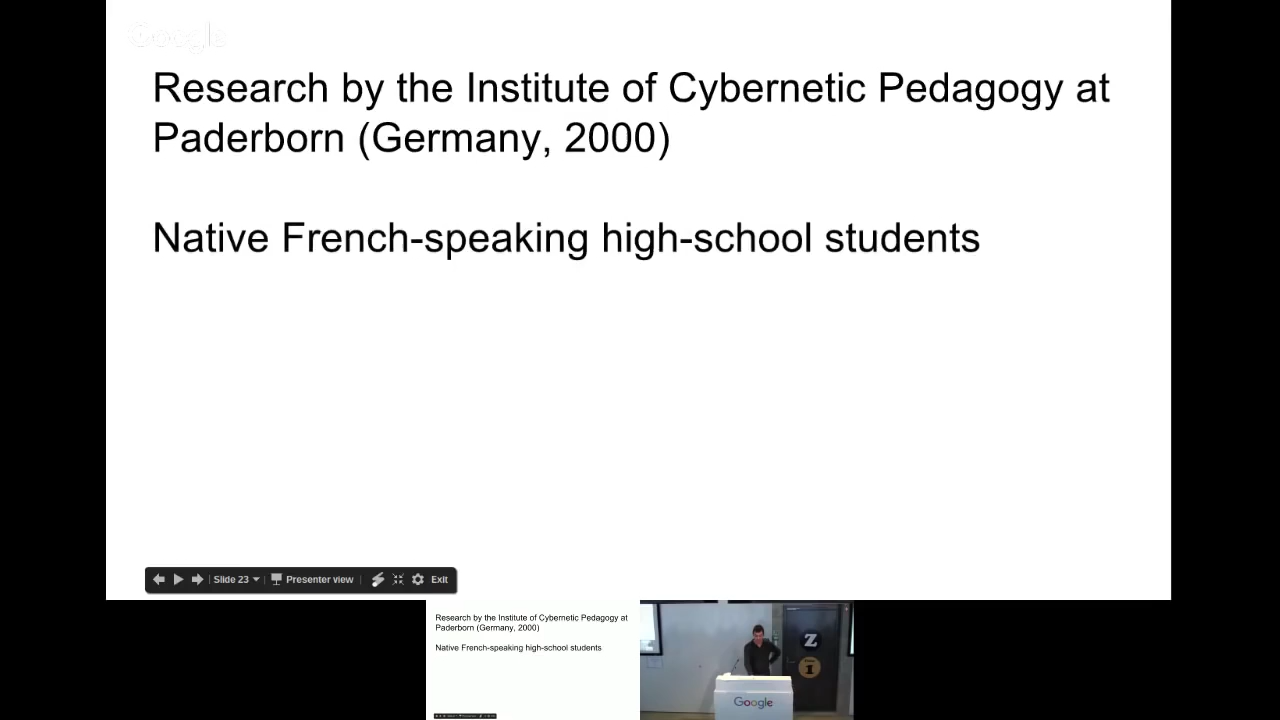 Google
Research by the Institute of Cybernetic Pedagogy at
Paderborn (Germany, 2000)
Native French-speaking high-school students
Slide 23
Presenter view
Exit
Research by the Institute of Cybernetic Pedagogy at
Paderborn (Germany, 2000)
Native French-speaking high-school students
Z
1
Google